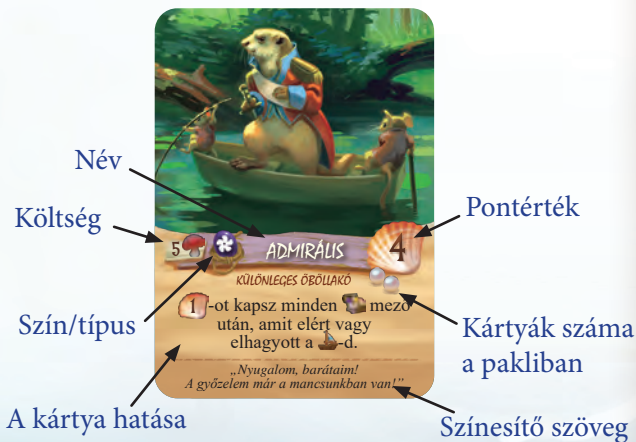 Név
Költség
Pontérték
5
ADMIRÁLIS
4
KÜLÖNLEGES ÖBÖLLAKÓ
1 -ot kapsz minden mező
után, amit elért vagy
elhagyott a -d.
„Nyugalom, barátaim!
A győzelem már a mancsunkban van!”
Szín/típus
Kártyák száma
a pakliban
A kártya hatása
Színesítő szöveg